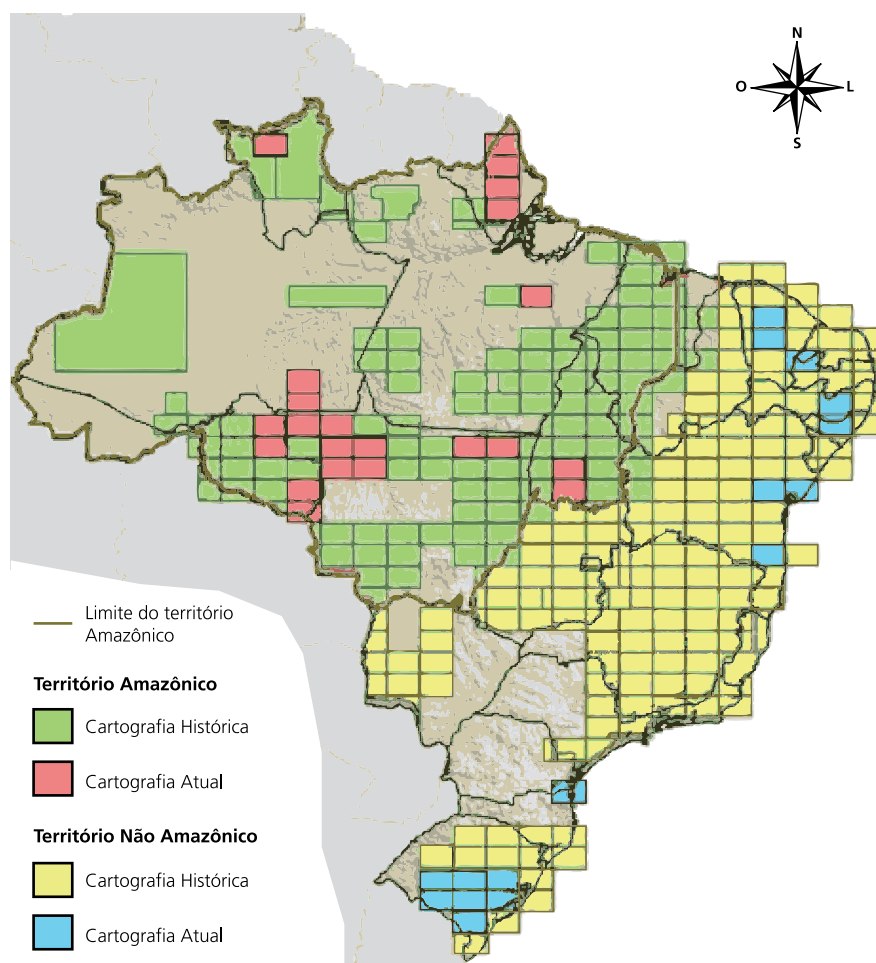 N
O
L
S
Limite do território
Amazônico
Território Amazônico
Cartografia Histórica
Cartografia Atual
Território Não Amazônico
Cartografia Histórica
Cartografia Atual